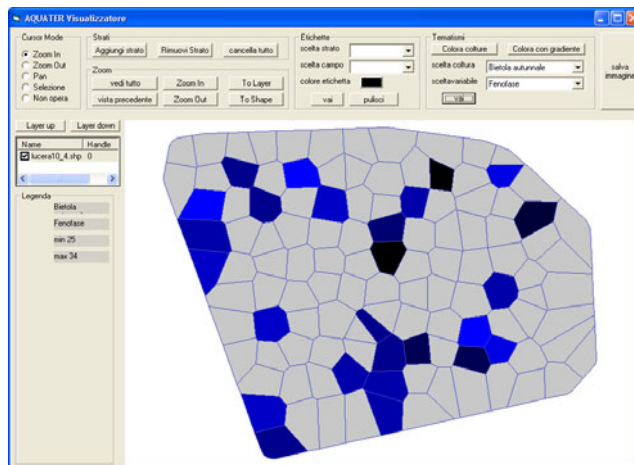 AQUATER Visualizzatore
Cursor Mode
Zoom In
Zoom Out
Pan
Selezione
Non opera
Strati
Aggiungi strato
Rimuovi Strato
cancella tutto
Zoom
vedi tutto
Zoom In
To Layer
vista precedente
Zoom Out
To Shape
Etichette
scelta strato
scelta campo
colore etichetta
vai
pulisci
Tematismi
Colora colture
Colora con gradiente
scelta coltura
Bietola autunnale
sceltavariabile
Fenofase
vai
salva
immagine
Layer up
Layer down
Name
Handle
lucera10_4.shp
0
Legenda
Bietola
Fenofase
min 25
max 34